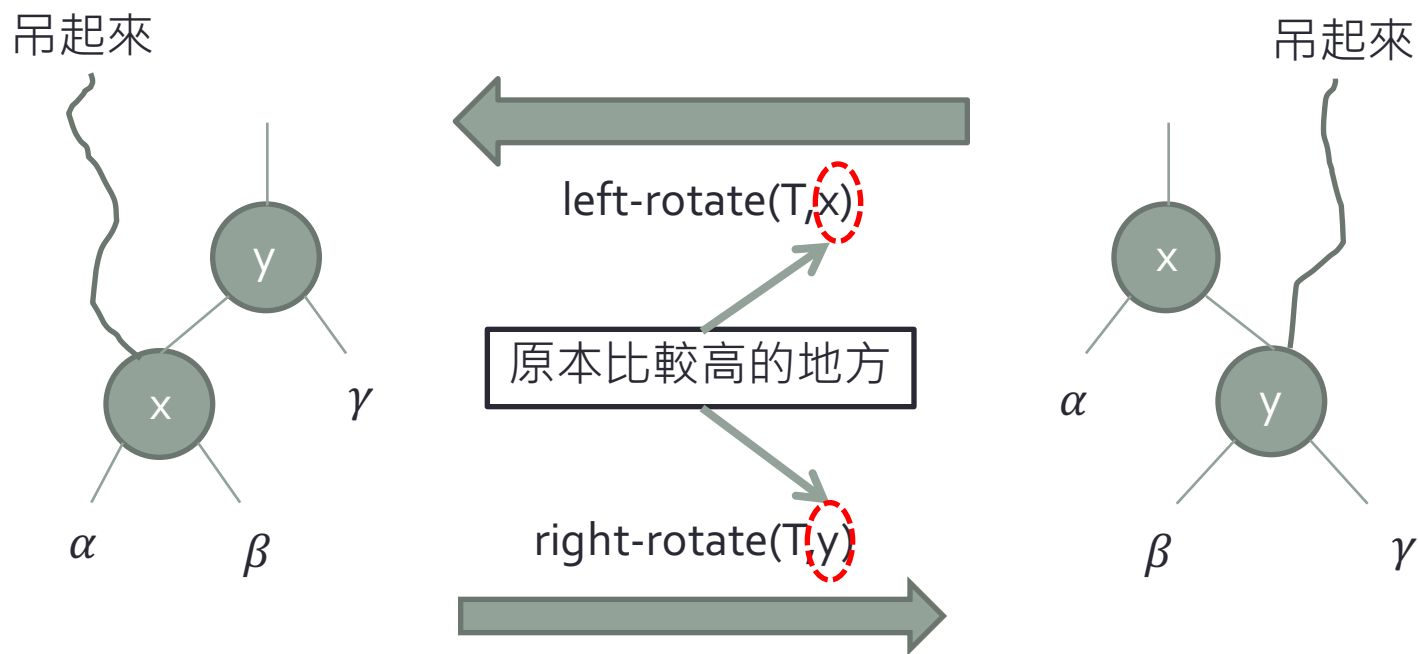 吊起來
吊起來
left-rotate(T,x)
y
x
原本比較高的地方
x
γ
α
y
right-rotate(T,y)
α
β
β
γ